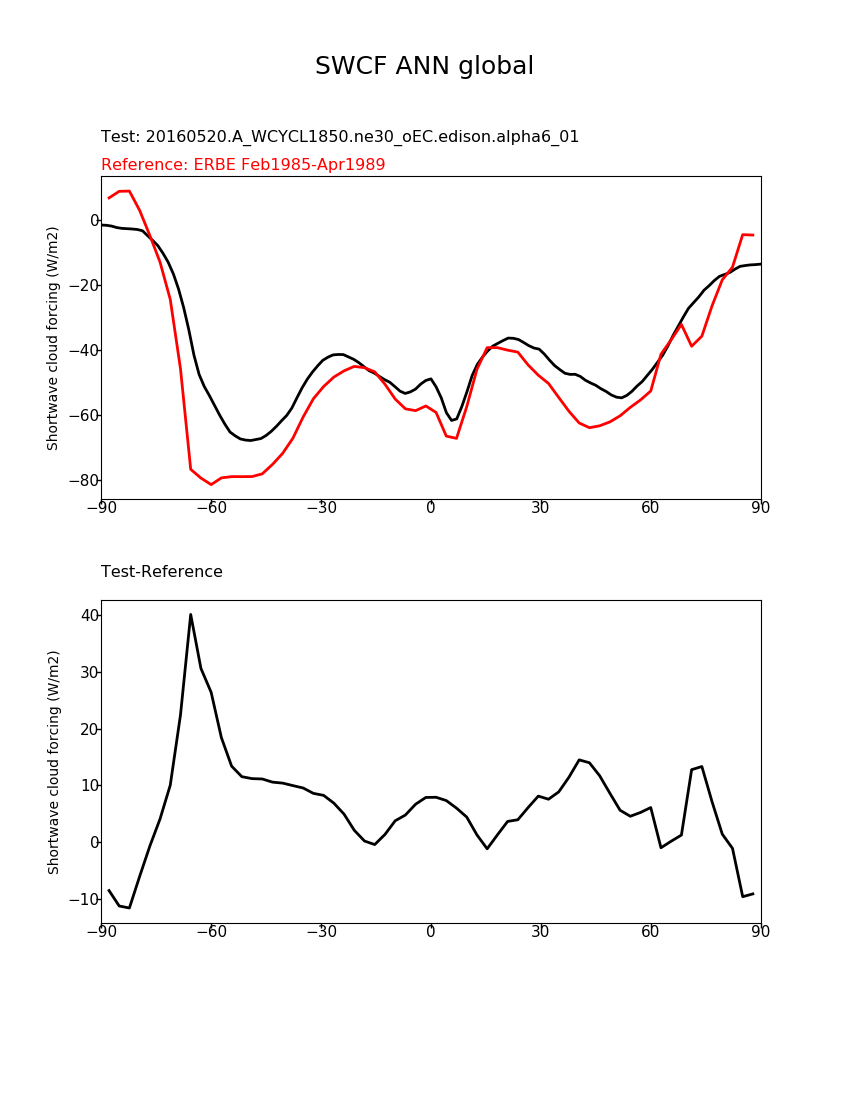 SWCF ANN global
Test: 20160520.A_WCYCL1850.ne30_oEC.edison.alpha6_01
Reference: ERBE Feb1985-Apr1989
Shortwave cloud forcing (W/m2)
0
−20
−40
−60
−80
−90 −60 −30 0 30 60 90
Test-Reference
Shortwave cloud forcing (W/m2)
40
30
20
10
0
−10
−90 −60 −30 0 30 60 90